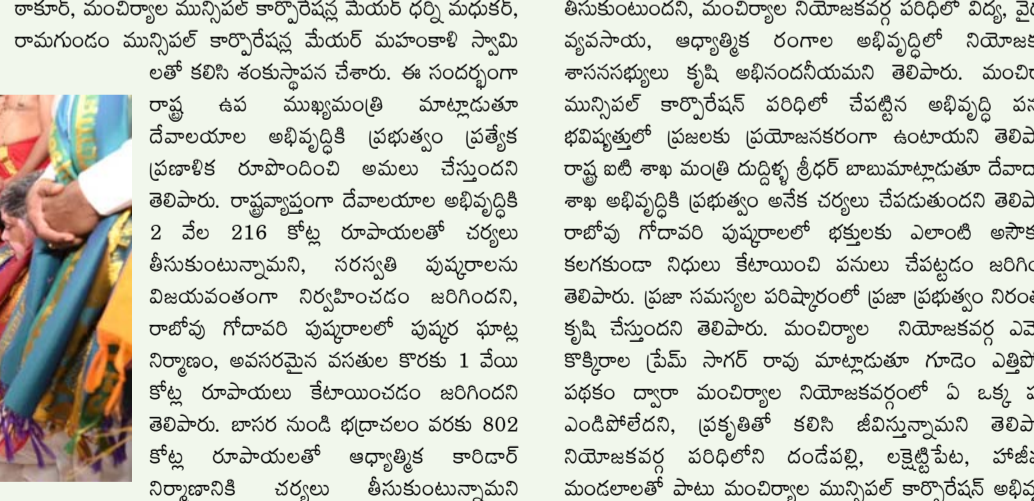 ఠాకూర్, మంచిర్యాల మున్సిపల్ కార్పొరేషన్ల మేయర్ ధర్ని మధుకర్,
రామగుండం మున్సిపల్ కార్పొరేషన్ల మేయర్ మహంకాళి స్వామి
లతో కలిసి శంకుస్థాపన చేశారు. ఈ సందర్భంగా
రాష్ట్ర ఉప ముఖ్యమంత్రి మాట్లాడుతూ
దేవాలయాల అభివృద్ధికి ప్రభుత్వం ప్రత్యేక
ప్రణాళిక రూపొందించి అమలు చేస్తుందని
తెలిపారు. రాష్ట్రవ్యాప్తంగా దేవాలయాల అభివృద్ధికి
2 వేల 216 కోట్ల రూపాయలతో చర్యలు
తీసుకుంటున్నామని, సరస్వతి పుష్కరాలను
విజయవంతంగా నిర్వహించడం జరిగిందని,
రాబోవు గోదావరి పుష్కరాలలో పుష్కర ఘాట్ల
నిర్మాణం, అవసరమైన వసతుల కొరకు 1 వేయి
కోట్ల రూపాయలు కేటాయించడం జరిగిందని
తెలిపారు. బాసర నుండి భద్రాచలం వరకు 802
కోట్ల రూపాయలతో ఆధ్యాత్మిక కారిడార్
నిర్మాణానికి చర్యలు తీసుకుంటున్నామని
తీసుకుంటుందని, మంచిర్యాల నియోజకవర్గ పరిధిలో విద్య,
వ్యవసాయ, ఆధ్యాత్మిక రంగాల అభివృద్ధిలో
శాసనసభ్యులు కృషి అభినందనీయమని తెలిపారు.
మున్సిపల్ కార్పొరేషన్ పరిధిలో చేపట్టిన అభివృద్ధి
భవిష్యత్తులో ప్రజలకు ప్రయోజనకరంగా ఉంటాయని
రాష్ట్ర ఐటి శాఖ మంత్రి దుద్దిళ్ళ శ్రీధర్ బాబుమాట్లాడుతూ
శాఖ అభివృద్ధికి ప్రభుత్వం అనేక చర్యలు చేపడుతుందని
రాబోవు గోదావరి పుష్కరాలలో భక్తులకు ఎలాంటి
కలగకుండా నిధులు కేటాయించి పనులు చేపట్టడం
తెలిపారు. ప్రజా సమస్యల పరిష్కారంలో ప్రజా ప్రభుత్వం
కృషి చేస్తుందని తెలిపారు. మంచిర్యాల నియోజకవర్గ
కొక్కిరాల ప్రేమ్ సాగర్ రావు మాట్లాడుతూ గూడెం
పథకం ద్వారా మంచిర్యాల నియోజకవర్గంలో ఏ ఒక్క
ఎండిపోలేదని, ప్రకృతితో కలిసి జీవిస్తున్నామని
నియోజకవర్గ పరిధిలోని దండేపల్లి, లక్షెట్టిపేట,
మండలాలతో పాటు మంచిర్యాల మున్సిపల్ కార్పొరేషన్